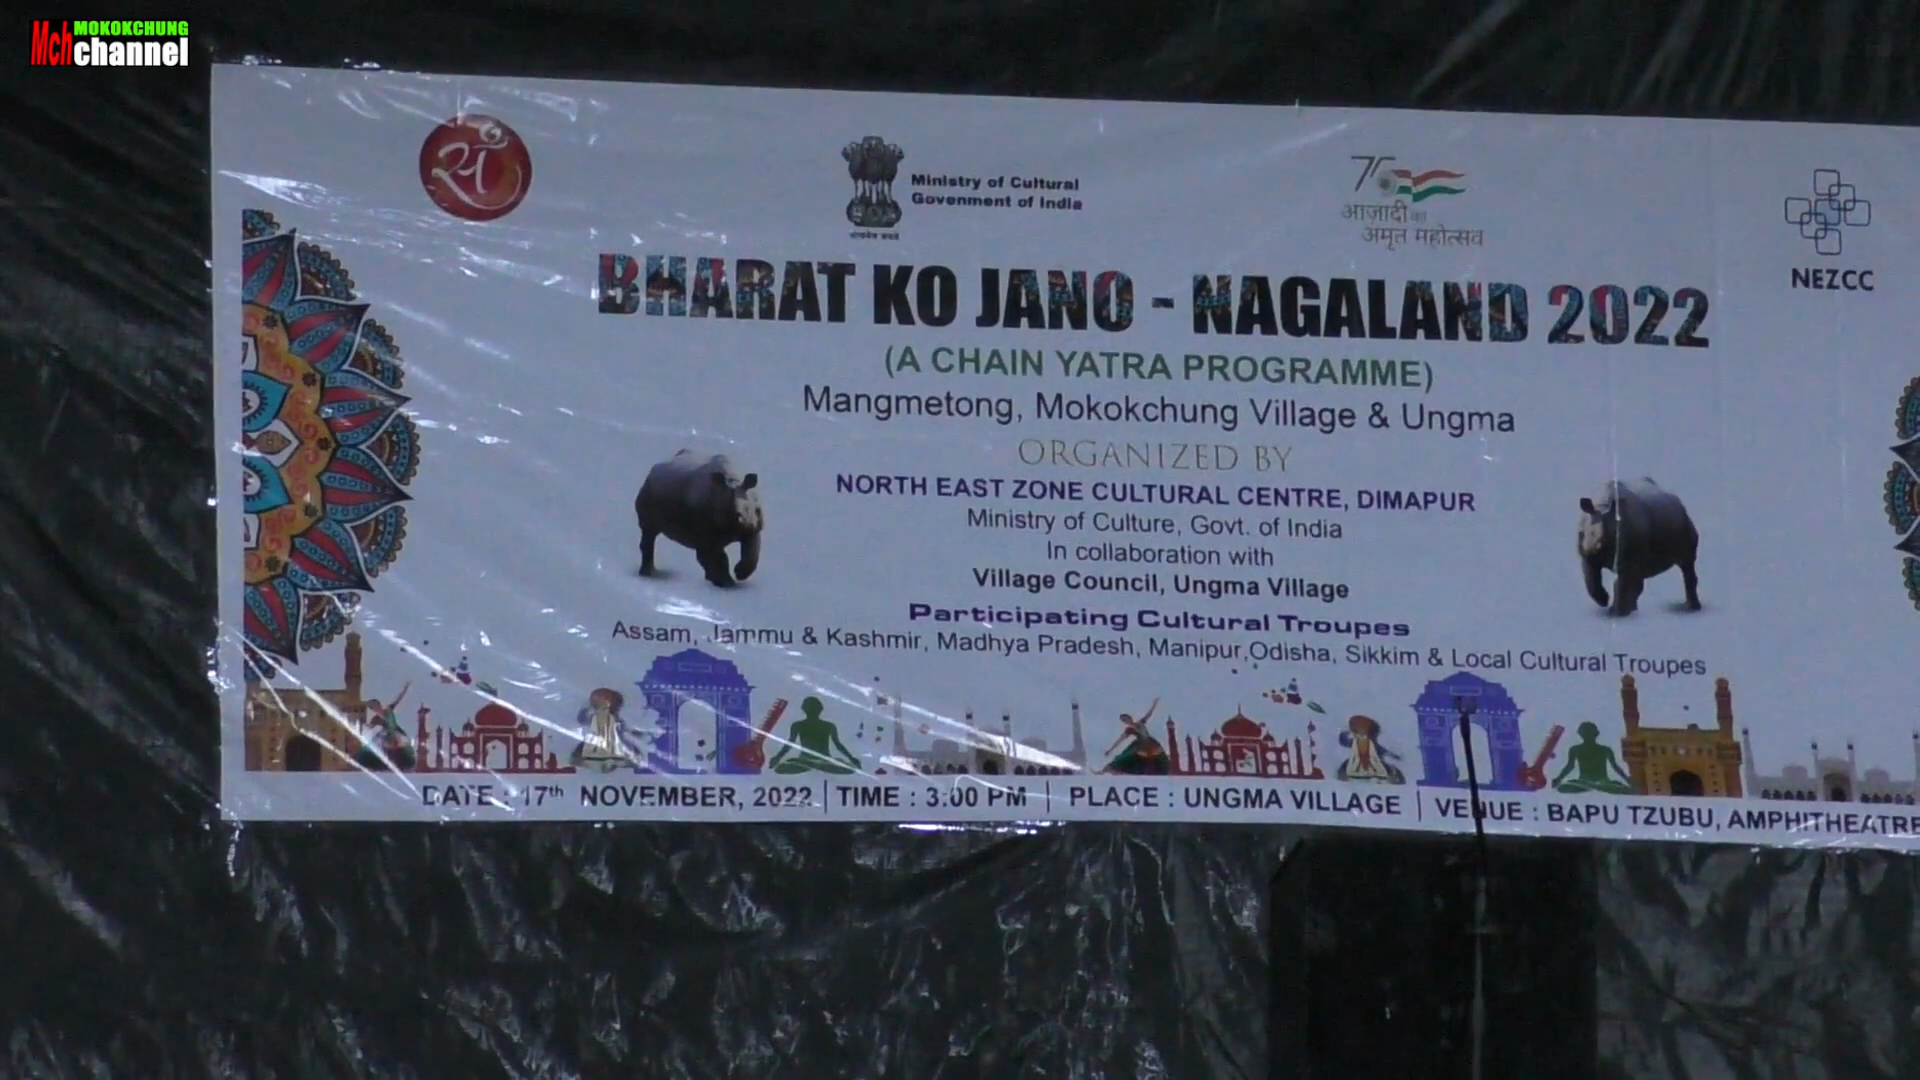 Mch MOKOKCHUNG
channel
Ministry of Cultural
Govenment of India
आज़ादी का
अमृत महोत्सव
NEZCC
BHARAT KO JANO - NAGALAND 2022
(A CHAIN YATRA PROGRAMME)
Mangmetong, Mokokchung Village & Ungma
ORGANIZED BY
NORTH EAST ZONE CULTURAL CENTRE, DIMAPUR
Ministry of Culture, Govt. of India
In collaboration with
Village Council, Ungma Village
Participating Cultural Troupes
Assam, Jammu & Kashmir, Madhya Pradesh, Manipur,Odisha, Sikkim & Local Cultural Troupes
DATE : 17th NOVEMBER, 2022 | TIME : 3:00 PM | PLACE : UNGMA VILLAGE | VENUE : BAPU TZUBU, AMPHITHEATRE